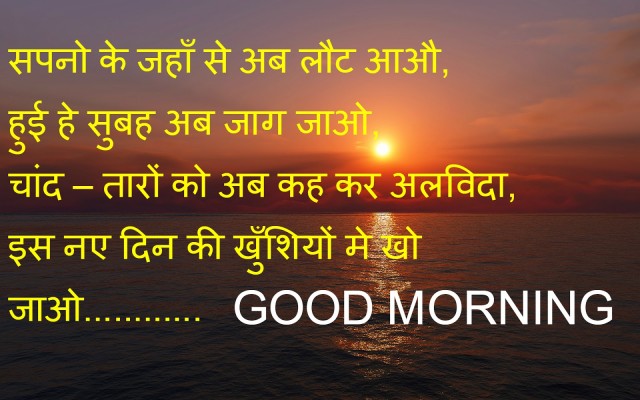 सपनो के जहाँ से अब लौट आऔ,
हुई हे सुबह अब जाग जाओ,
चांद – तारों को अब कह कर अलविदा,
इस नए दिन की खुँशियों मे खो
जाओ............ GOOD MORNING